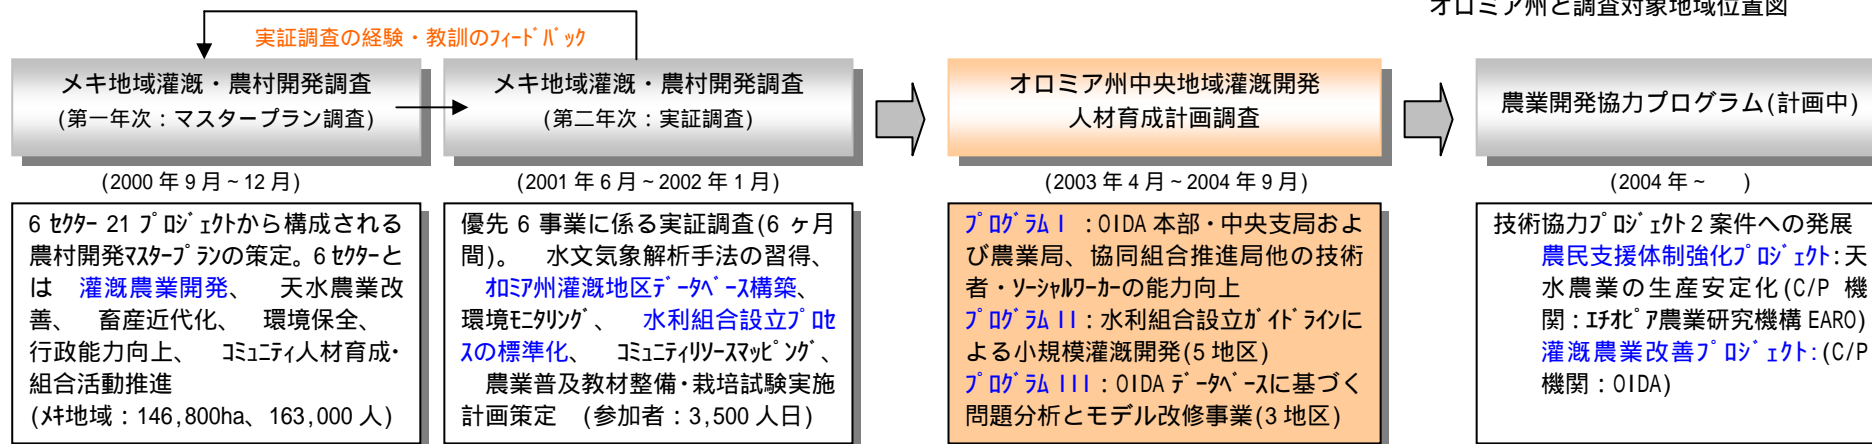 オロミア州と調査対象地域位置図
実証調査の経験・教訓のﾌｨｰﾄﾞﾊﾞｯｸ
メキ地域灌漑・農村開発調査
(第一年次：マスタープラン調査)
(2000 年 9 月~12 月)
6 ｾｸﾀｰ 21 ﾌﾟﾛｼﾞｪｸﾄから構成される
農村開発ﾏｽﾀｰﾌﾟﾗﾝの策定。6 ｾｸﾀｰと
は　灌漑農業開発、　天水農業改
善、　畜産近代化、　環境保全、
行政能力向上、　ｺﾐｭﾆﾃｨ人材育成・
組合活動推進
(ﾒｷ地域：146,800ha、163,000 人)
メキ地域灌漑・農村開発調査
(第二年次：実証調査)
(2001 年 6 月~2002 年 1 月)
優先 6 事業に係る実証調査(6 ヶ月
間)。　水文気象解析手法の習得、
ｵﾛﾐｱ州灌漑地区ﾃﾞｰﾀﾍﾞｰｽ構築、
環境ﾓﾆﾀﾘﾝｸﾞ、　水利組合設立ﾌﾟﾛｾ
ｽの標準化、　ｺﾐｭﾆﾃｨﾘｿｰｽﾏｯﾋﾟﾝｸﾞ、
農業普及教材整備・栽培試験実施
計画策定　(参加者：3,500 人日)
オロミア州中央地域灌漑開発
人材育成計画調査
(2003 年 4 月~2004 年 9 月)
ﾌﾟﾛｸﾞﾗﾑ I ：OIDA 本部・中央支局およ
び農業局、協同組合推進局他の技術
者・ｿｰｼｬﾙﾜｰｶｰの能力向上
ﾌﾟﾛｸﾞﾗﾑ II：水利組合設立ｶﾞｲﾄﾞﾗｲﾝに
よる小規模灌漑開発(5 地区)
ﾌﾟﾛｸﾞﾗﾑ III：OIDA ﾃﾞｰﾀﾍﾞｰｽに基づく
問題分析とモデル改修事業(3 地区)
農業開発協力プログラム(計画中)
(2004 年~　)
技術協力ﾌﾟﾛｼﾞｪｸﾄ 2 案件への発展
農民支援体制強化ﾌﾟﾛｼﾞｪｸﾄ：天
水農業の生産安定化(C/P 機
関：ｴﾁｵﾋﾟｱ農業研究機構 EARO)
灌漑農業改善ﾌﾟﾛｼﾞｪｸﾄ：(C/P
機関：OIDA)